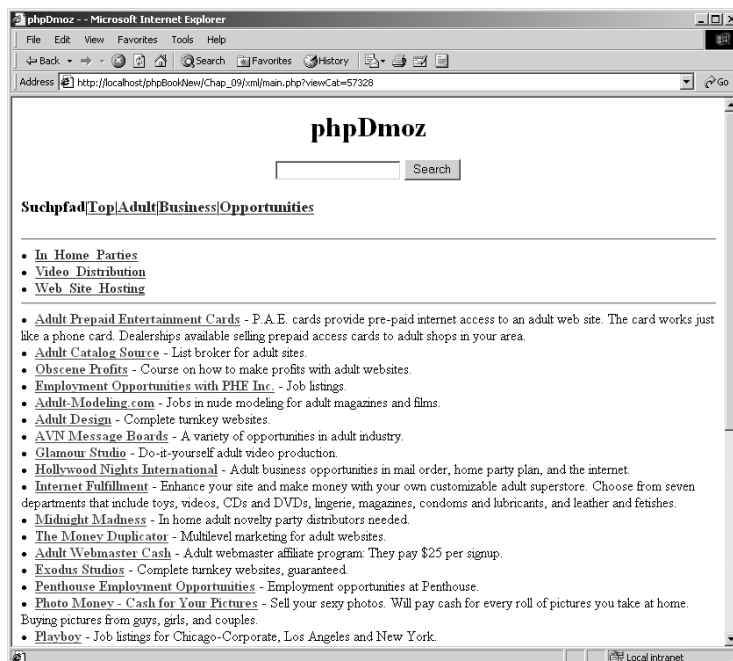 phpDmoz - - Microsoft Internet Explorer
File Edit View Favorites Tools Help
Back Search Favorites History
Address http://localhost/phpBookNew/Chap_09/xml/main.php?viewCat=57328 Go
phpDmoz
Search
Suchpfad|Top|Adult|Business|Opportunities
• In Home Parties
• Video Distribution
• Web Site Hosting
• Adult Prepaid Entertainment Cards - P.A.E. cards provide pre-paid internet access to an adult web site. The card works just
like a phone card. Dealerships available selling prepaid access cards to adult shops in your area.
• Adult Catalog Source - List broker for adult sites.
• Obscene Profits - Course on how to make profits with adult websites.
• Employment Opportunities with PHE Inc. - Job listings.
• Adult-Modeling.com - Jobs in nude modeling for adult magazines and films.
• Adult Design - Complete turnkey websites.
• AVN Message Boards - A variety of opportunities in adult industry.
• Glamour Studio - Do-it-yourself adult video production.
• Hollywood Nights International - Adult business opportunities in mail order, home party plan, and the internet.
• Internet Fulfillment - Enhance your site and make money with your own customizable adult superstore. Choose from seven
departments that include toys, videos, CDs and DVDs, lingerie, magazines, condoms and lubricants, and leather and fetishes.
• Midnight Madness - In home adult novelty party distributors needed.
• The Money Duplicator - Multilevel marketing for adult websites.
• Adult Webmaster Cash - Adult webmaster affiliate program: They pay $25 per signup.
• Exodus Studios - Complete turnkey websites, guaranteed.
• Penthouse Employment Opportunities - Employment opportunities at Penthouse.
• Photo Money - Cash for Your Pictures - Sell your sexy photos. Will pay cash for every roll of pictures you take at home.
Buying pictures from guys, girls, and couples.
• Playboy - Job listings for Chicago-Corporate, Los Angeles and New York.
Local intranet